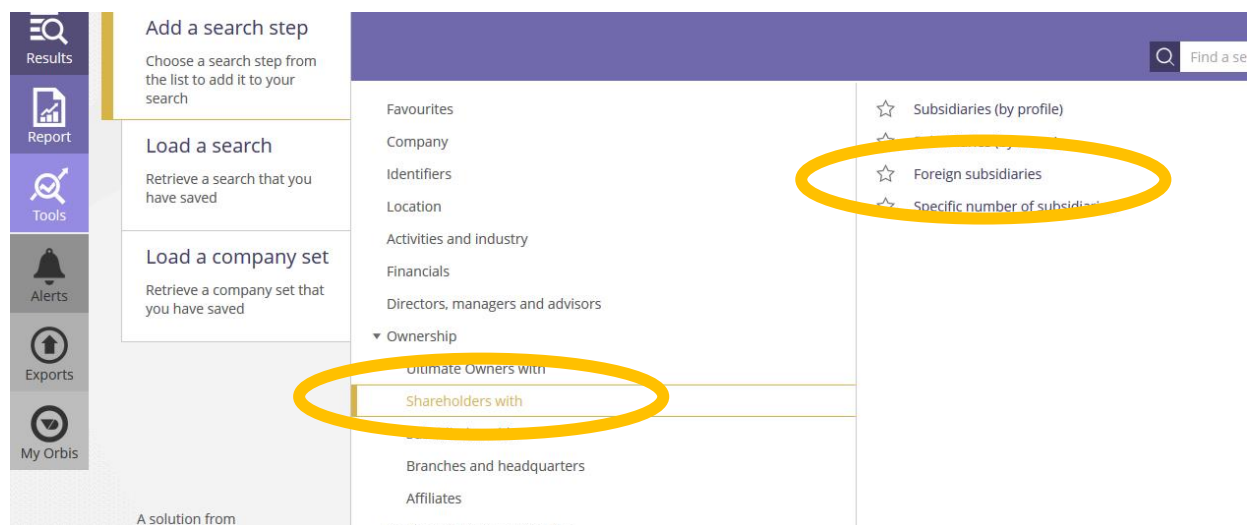 Results
Report
Tools
Alerts
Exports
My Orbis
Add a search step
Choose a search step from
the list to add it to your
search
Load a search
Retrieve a search that you
have saved
Load a company set
Retrieve a company set that
you have saved
A solution from
Find a se
Favourites
Company
Identifiers
Location
Activities and industry
Financials
Directors, managers and advisors
Ownership
Ultimate Owners with
Shareholders with
Branches and headquarters
Affiliates
Subsidiaries (by profile)
Foreign subsidiaries
Specific number of subsidiari